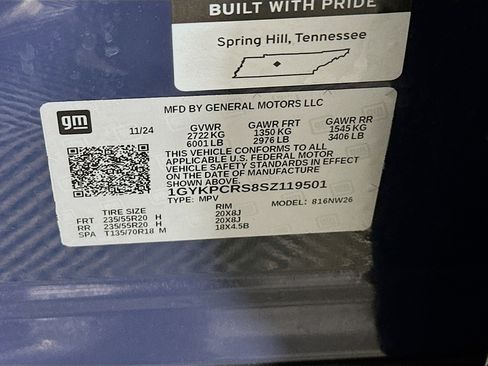 BUILT WITH PRIDE
Spring Hill, Tennessee
gm
MFD BY GENERAL MOTORS LLC
11/24 GVWR GAWR FRT GAWR RR
2722 KG 1350 KG 1545 KG
6001 LB 2976 LB 3406 LB
THIS VEHICLE CONFORMS TO ALL
APPLICABLE U.S. FEDERAL MOTOR
VEHICLE SAFETY STANDARDS IN EFFECT
ON THE DATE OF MANUFACTURE
SHOWN ABOVE.
1GYKPCRS8SZ119501
TYPE: MPV MODEL: 816NW26
TIRE SIZE RIM
FRT 235/55R20 H 20X8J
RR 235/55R20 H 20X8J
SPA T135/70R18 M 18X4.5B